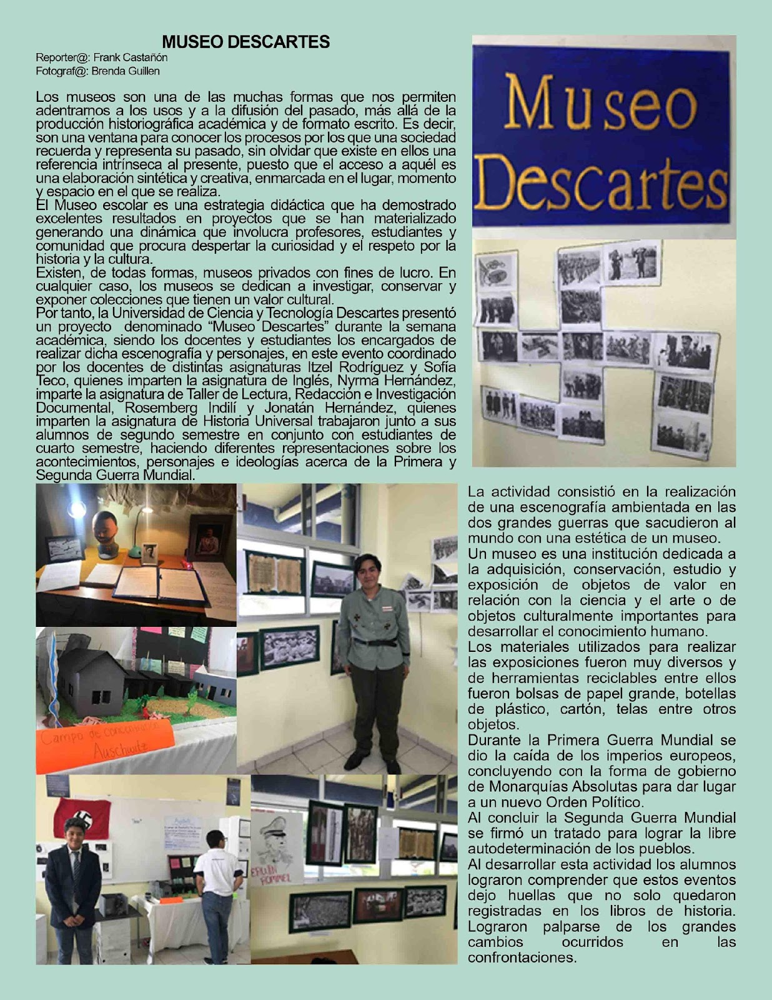 MUSEO DESCARTES
Reporter@: Frank Castañón
Fotograf@: Brenda Guillen
Los museos son una de las muchas formas que nos permiten
adentrarnos a los usos y a la difusión del pasado, más allá de la
producción historiográfica académica y de formato escrito. Es decir,
son una ventana para conocer los procesos por los que una sociedad
recuerda y representa su pasado, sin olvidar que existe en ellos una
referencia intrínseca al presente, puesto que el acceso a aquél es
una elaboración sintética y creativa, enmarcada en el lugar, momento
y espacio en el que se realiza.
El Museo escolar es una estrategia didáctica que ha demostrado
excelentes resultados en proyectos que se han materializado
generando una dinámica que involucra profesores, estudiantes y
comunidad que procura despertar la curiosidad y el respeto por la
historia y la cultura.
Existen, de todas formas, museos privados con fines de lucro. En
cualquier caso, los museos se dedican a investigar, conservar y
exponer colecciones que tienen un valor cultural.
Por tanto, la Universidad de Ciencia y Tecnología Descartes presentó
un proyecto denominado “Museo Descartes” durante la semana
académica, siendo los docentes y estudiantes los encargados de
realizar dicha escenografía y personajes, en este evento coordinado
por los docentes de distintas asignaturas Itzel Rodríguez y Sofía
Teco, quienes imparten la asignatura de Inglés, Nyrma Hernández,
imparte la asignatura de Taller de Lectura, Redacción e Investigación
Documental, Rosemberg Indilí y Jonatán Hernández, quienes
imparten la asignatura de Historia Universal trabajaron junto a sus
alumnos de segundo semestre en conjunto con estudiantes de
cuarto semestre, haciendo diferentes representaciones sobre los
acontecimientos, personajes e ideologías acerca de la Primera y
Segunda Guerra Mundial.
Museo
Descartes
La actividad consistió en la realización
de una escenografía ambientada en las
dos grandes guerras que sacudieron al
mundo con una estética de un museo.
Un museo es una institución dedicada a
la adquisición, conservación, estudio y
exposición de objetos de valor en
relación con la ciencia y el arte o de
objetos culturalmente importantes para
desarrollar el conocimiento humano.
Los materiales utilizados para realizar
las exposiciones fueron muy diversos y
de herramientas reciclables entre ellos
fueron bolsas de papel grande, botellas
de plástico, cartón, telas entre otros
objetos.
Durante la Primera Guerra Mundial se
dio la caída de los imperios europeos,
concluyendo con la forma de gobierno
de Monarquías Absolutas para dar lugar
a un nuevo Orden Político.
Al concluir la Segunda Guerra Mundial
se firmó un tratado para lograr la libre
autodeterminación de los pueblos.
Al desarrollar esta actividad los alumnos
lograron comprender que estos eventos
dejo huellas que no solo quedaron
registradas en los libros de historia.
Lograron palparse de los grandes
cambios ocurridos en las
confrontaciones.
Campo de concentración
Auschwitz
ERWIN
ROMMEL